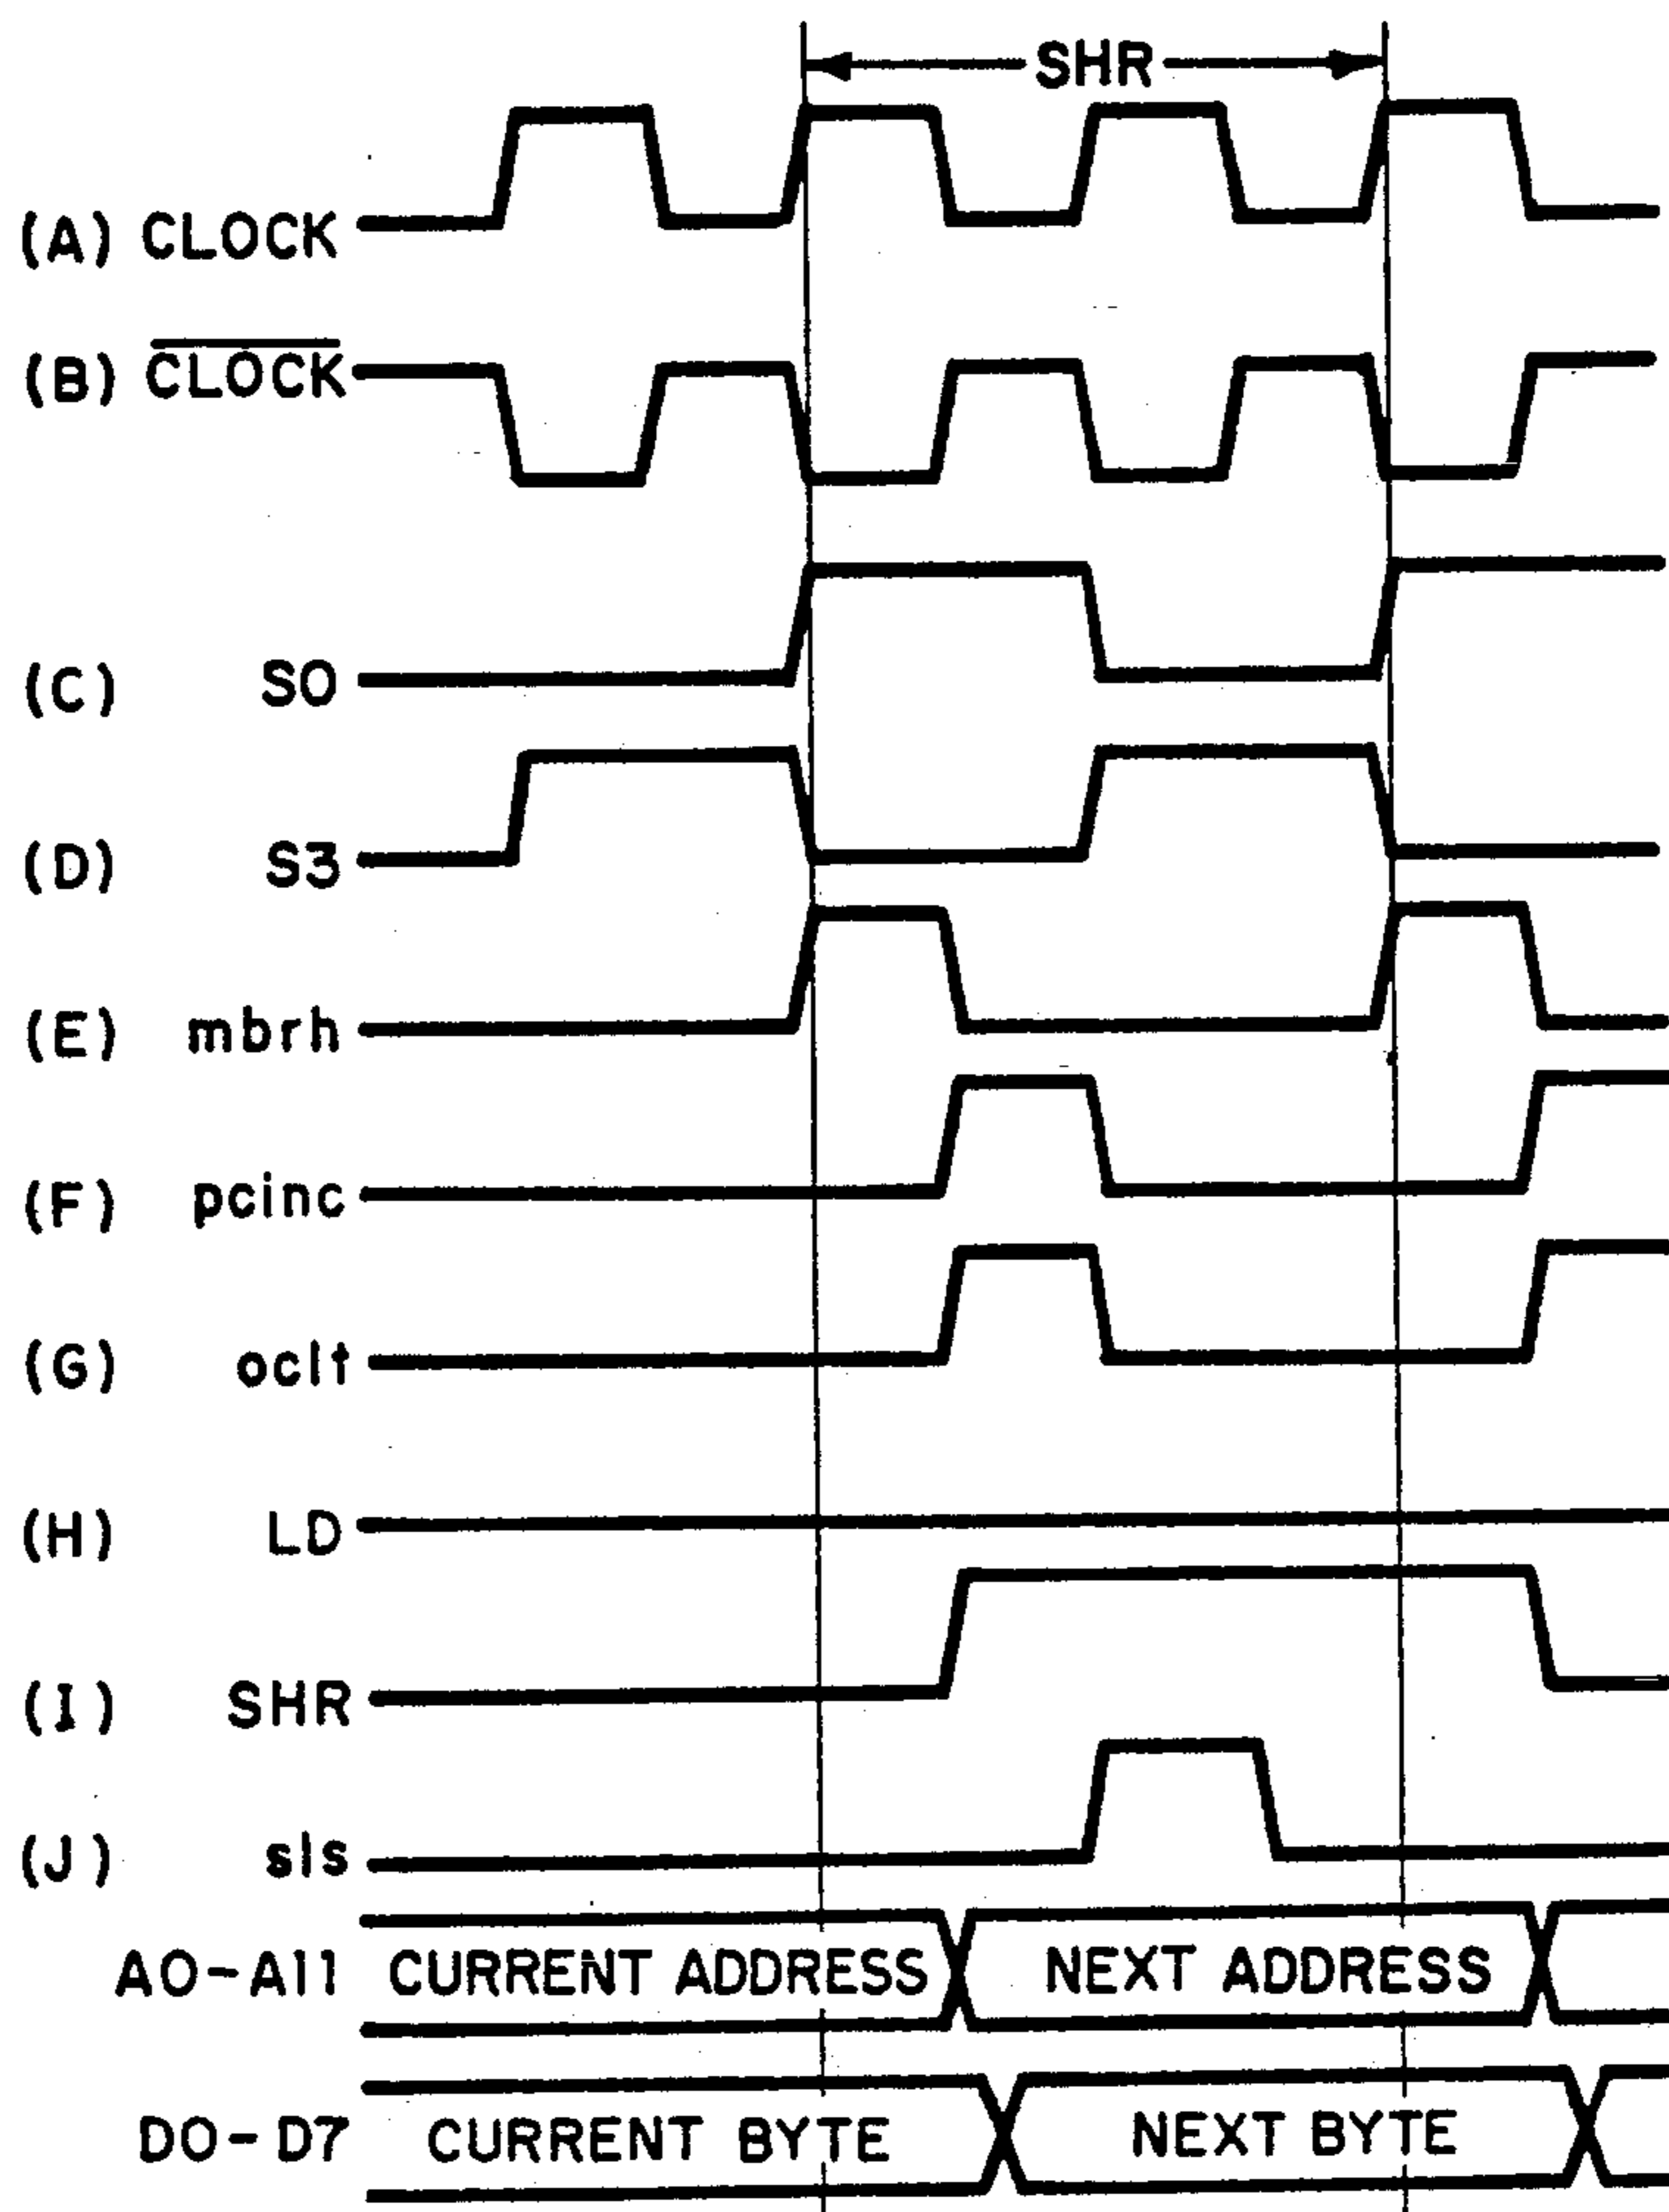 SHR
(A) CLOCK
(B) CLOCK
(C) S0
(D) S3
(E) mbrh
(F) pcinc
(G) oclt
(H) LD
(I) SHR
(J) sls
A0-A11 CURRENT ADDRESS NEXT ADDRESS
D0-D7 CURRENT BYTE NEXT BYTE